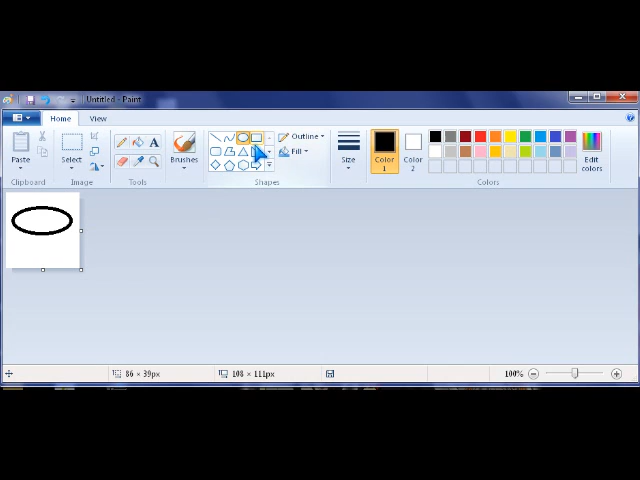 Untitled - Paint
Home View
Paste
Select
A
Brushes
Outline
Fill
Size
Color
1
Color
2
Edit
colors
Clipboard Image Tools Shapes Colors
86 × 39px 108 × 111px 100%